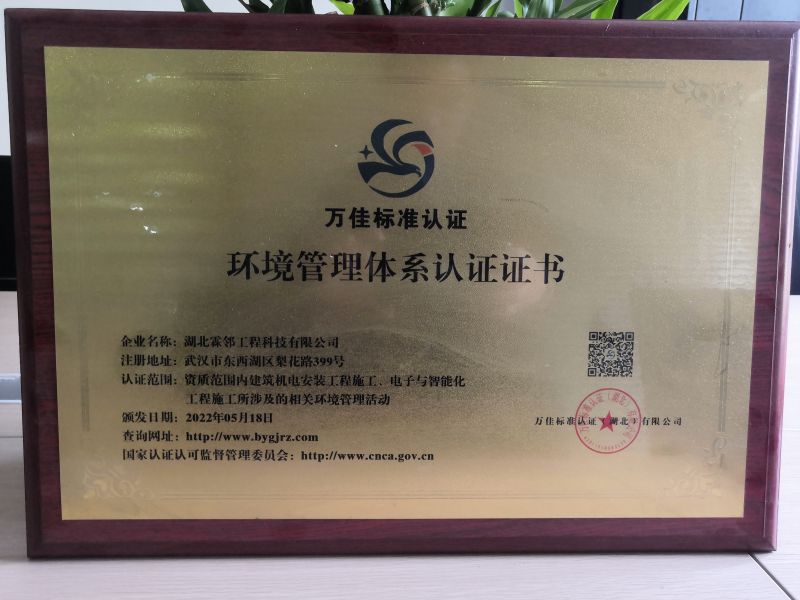 万佳标准认证
环境管理体系认证证书
企业名称：湖北霖邻工程科技有限公司
注册地址：武汉市东西湖区梨花路399号
认证范围：资质范围内建筑机电安装工程施工、电子与智能化
工程施工所涉及的相关环境管理活动
颁发日期：2022年05月18日
查询网址：http://www.bygjrz.com
国家认证认可监督管理委员会：http://www.cnca.gov.cn
万佳标准认证（湖北）有限公司